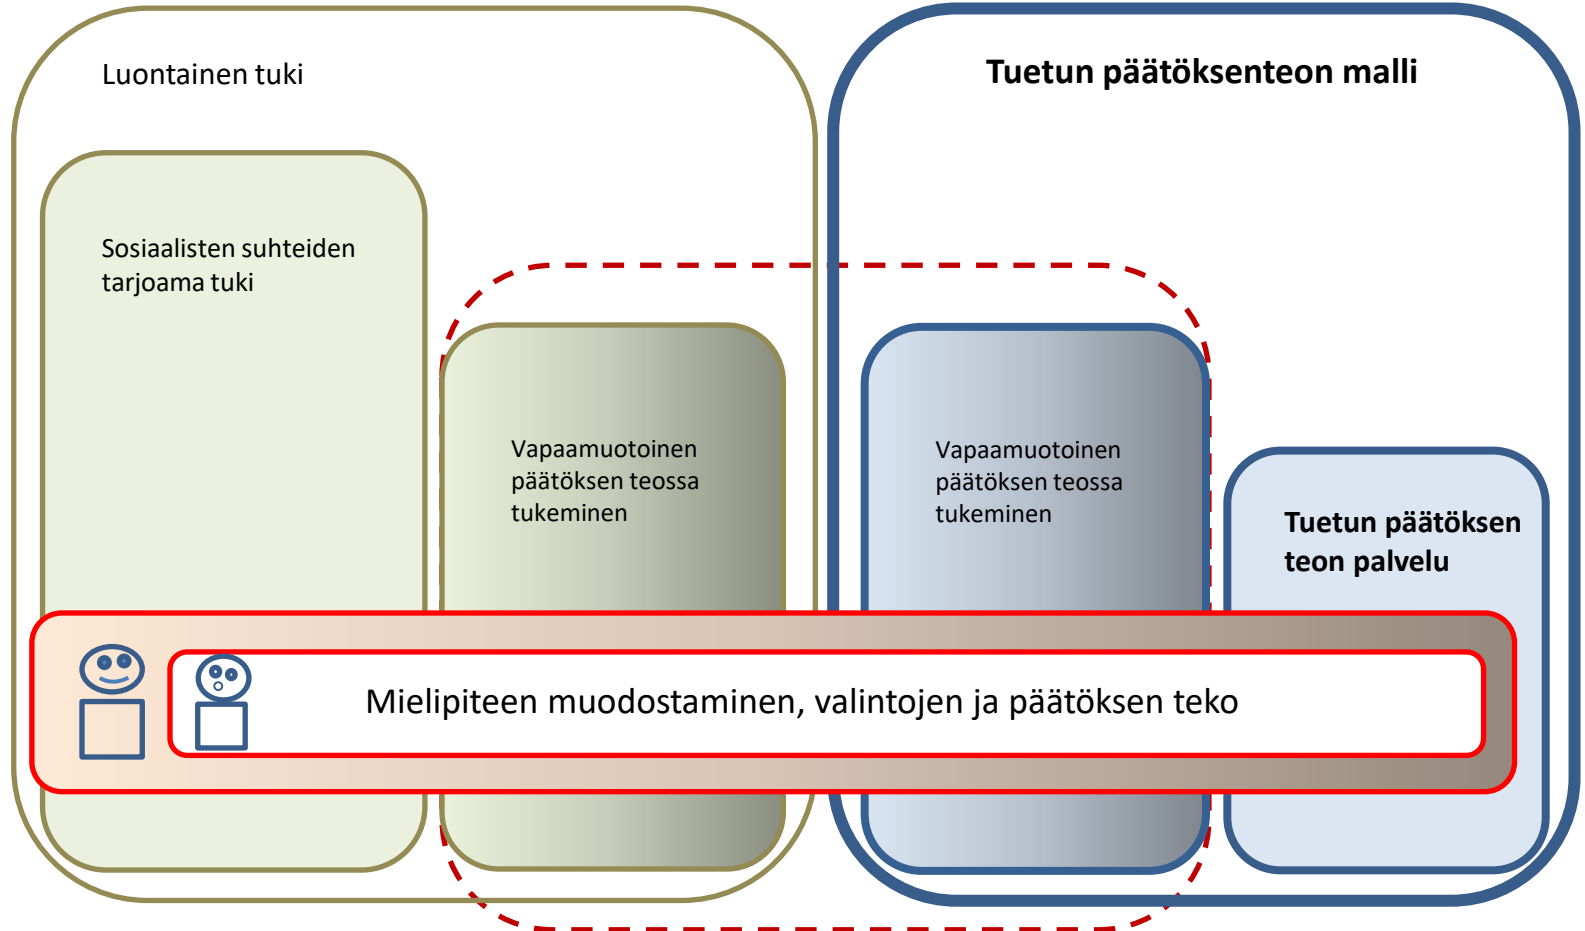 Luontainen tuki
Tuetun päätöksenteon malli
Sosiaalisten suhteiden
tarjoama tuki
Vapaamuotoinen
päätöksen teossa
tukeminen
Vapaamuotoinen
päätöksen teossa
tukeminen
Tuetun päätöksen
teon palvelu
Mielipiteen muodostaminen, valintojen ja päätöksen teko